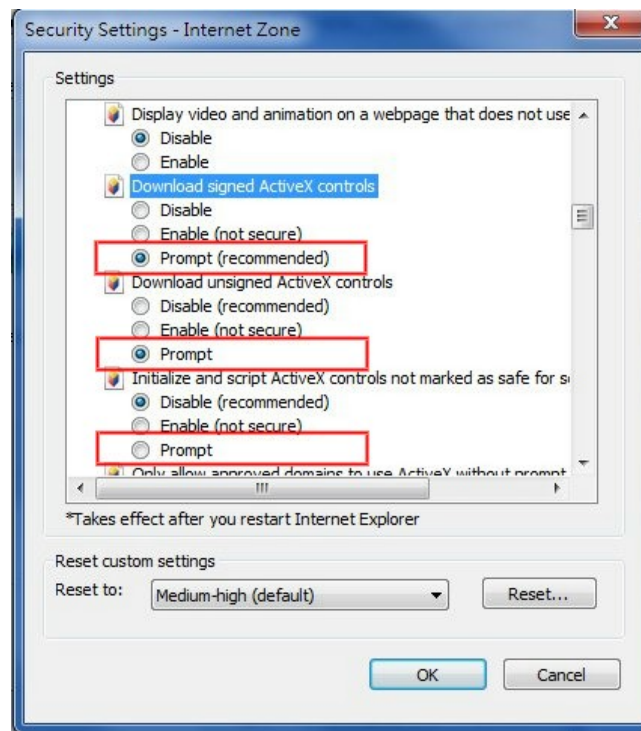 Security Settings - Internet Zone
Settings
Display video and animation on a webpage that does not use
Disable
Enable
Download signed ActiveX controls
Disable
Enable (not secure)
Prompt (recommended)
Download unsigned ActiveX controls
Disable (recommended)
Enable (not secure)
Prompt
Initialize and script ActiveX controls not marked as safe for s
Disable (recommended)
Enable (not secure)
Prompt
Only allow approved domains to use ActiveX without prompt
*Takes effect after you restart Internet Explorer
Reset custom settings
Reset to:
Medium-high (default)
Reset...
OK
Cancel